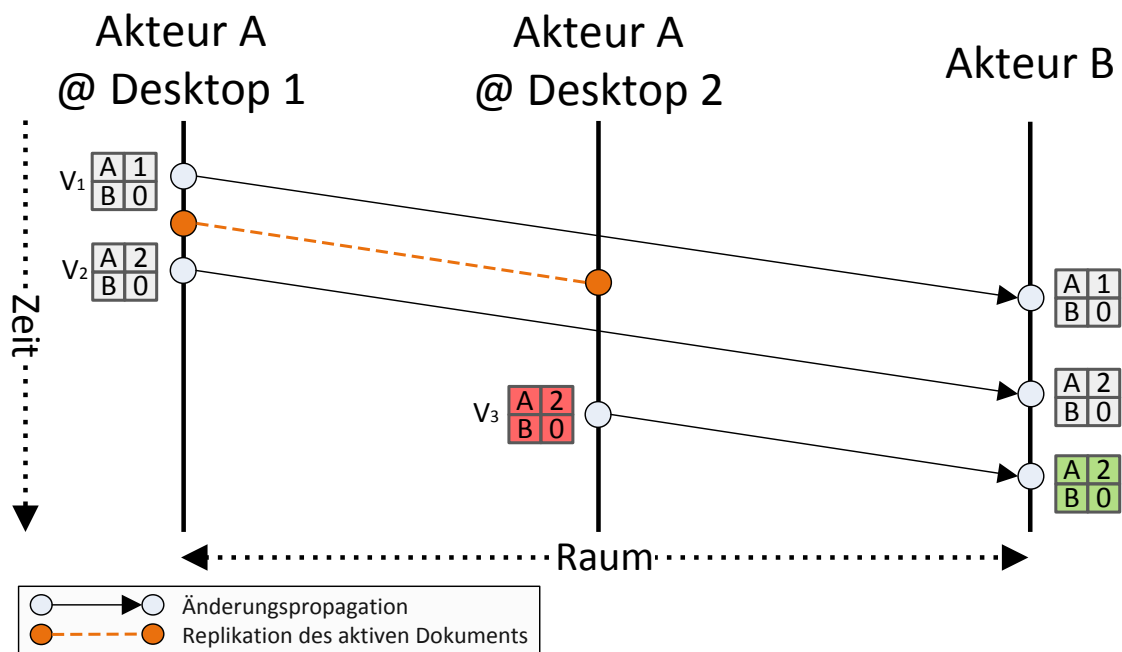 Akteur A
@ Desktop 1
Akteur A
@ Desktop 2
Akteur B
Zeit
V1
A 1
B 0
V2
A 2
B 0
A 1
B 0
A 2
B 0
V3
A 2
B 0
A 2
B 0
Raum
Änderungspropagation
Replikation des aktiven Dokuments